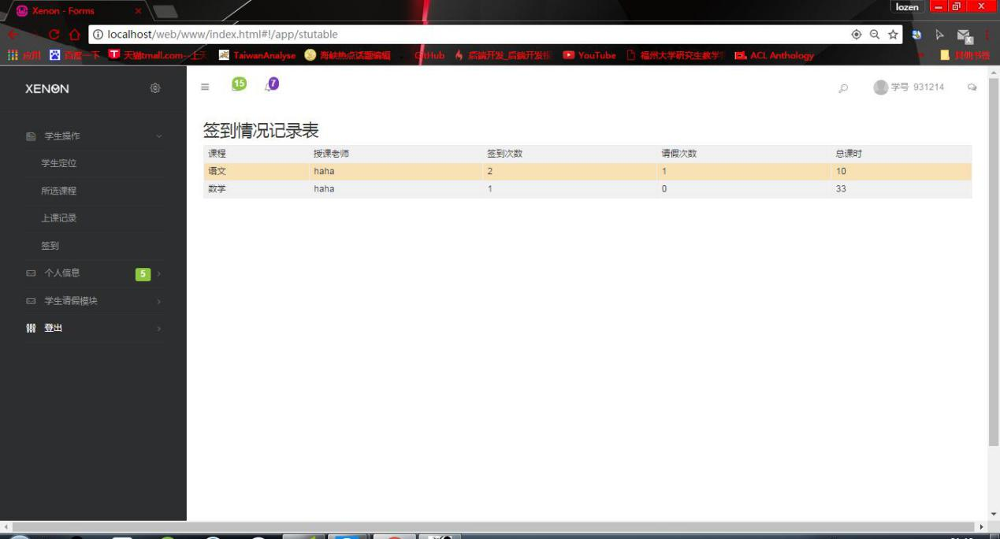 Xenon - Forms
lozen
localhost/web/www/index.html#!/app/stutable
应用 百度一下 天猫tmall.com--上天 TaiwanAnalyse 海峡热点话题编辑 GitHub 后端开发_后端开发报 YouTube 福州大学研究生教学 ACL Anthology 其他书签
XENON 15 7 学号 931214
签到情况记录表
课程 授课老师 签到次数 请假次数 总课时
语文 haha 2 1 10
数学 haha 1 0 33
学生操作
学生定位
所选课程
上课记录
签到
个人信息 5
学生请假模块
登出